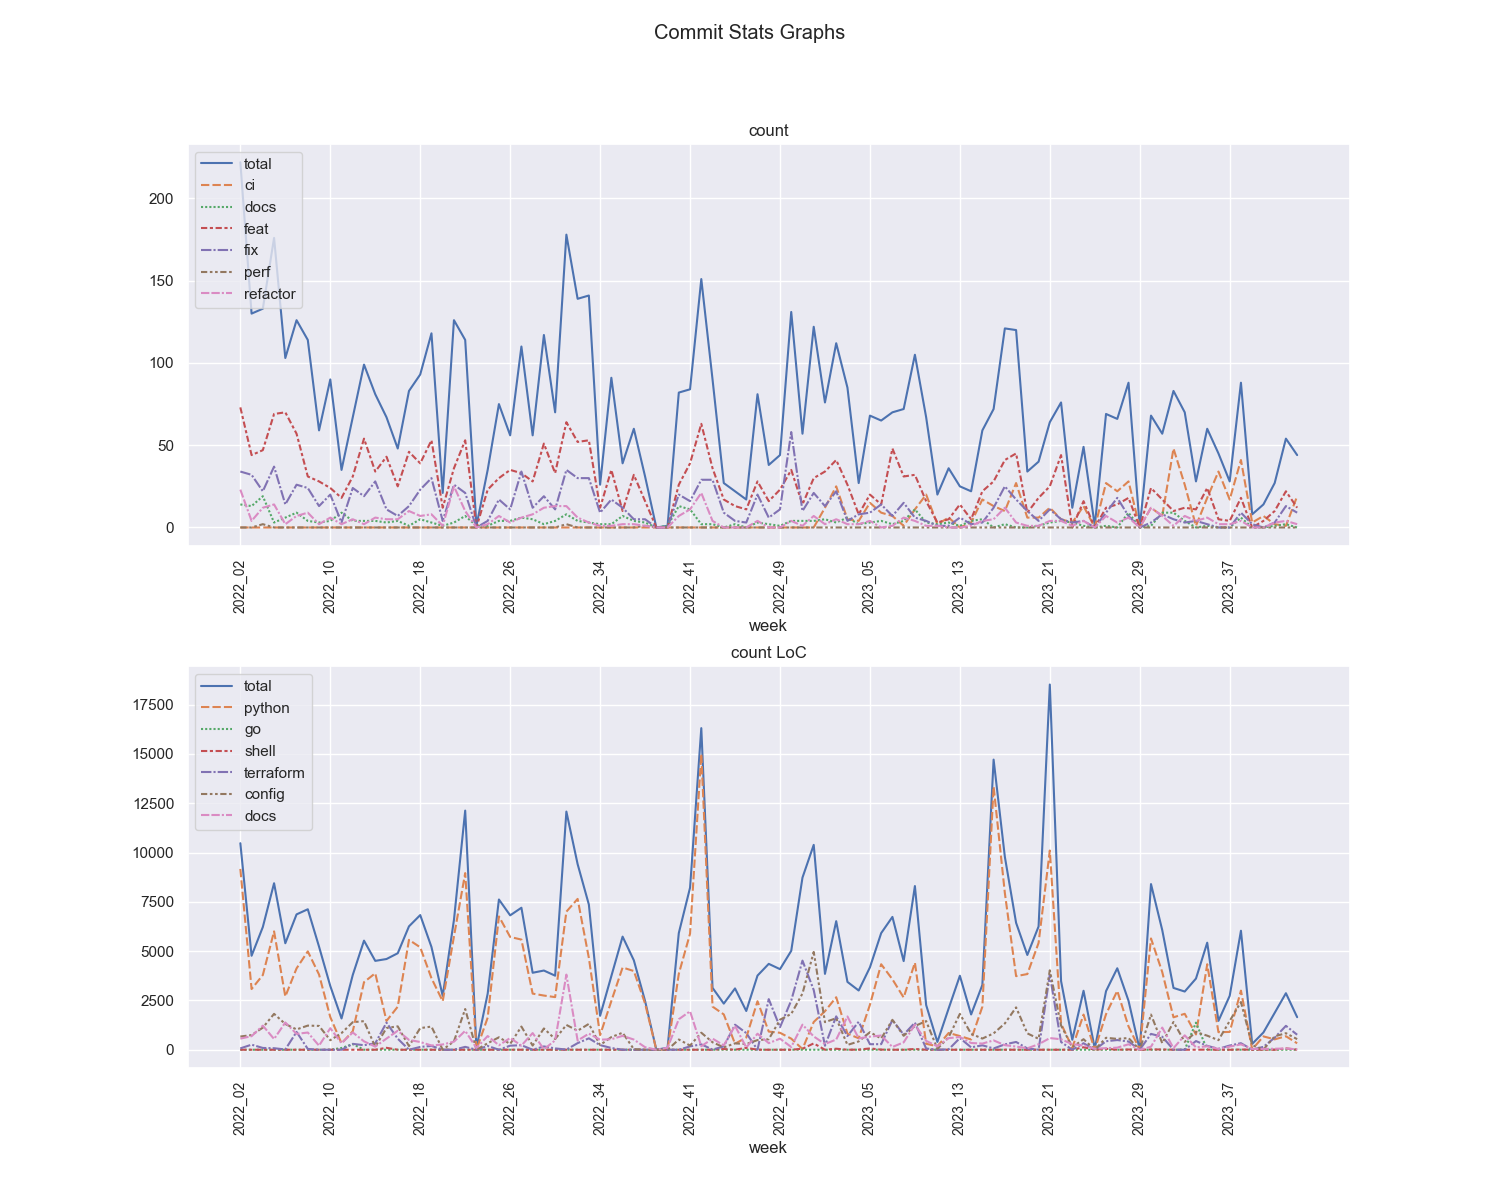 Commit Stats Graphs
count
total
ci
docs
feat
fix
perf
refactor
200
150
100
50
0
2022_02
2022_10
2022_18
2022_26
2022_34
2022_41
2022_49
2023_05
2023_13
2023_21
2023_29
2023_37
week
count LoC
total
python
go
shell
terraform
config
docs
17500
15000
12500
10000
7500
5000
2500
0
2022_02
2022_10
2022_18
2022_26
2022_34
2022_41
2022_49
2023_05
2023_13
2023_21
2023_29
2023_37
week